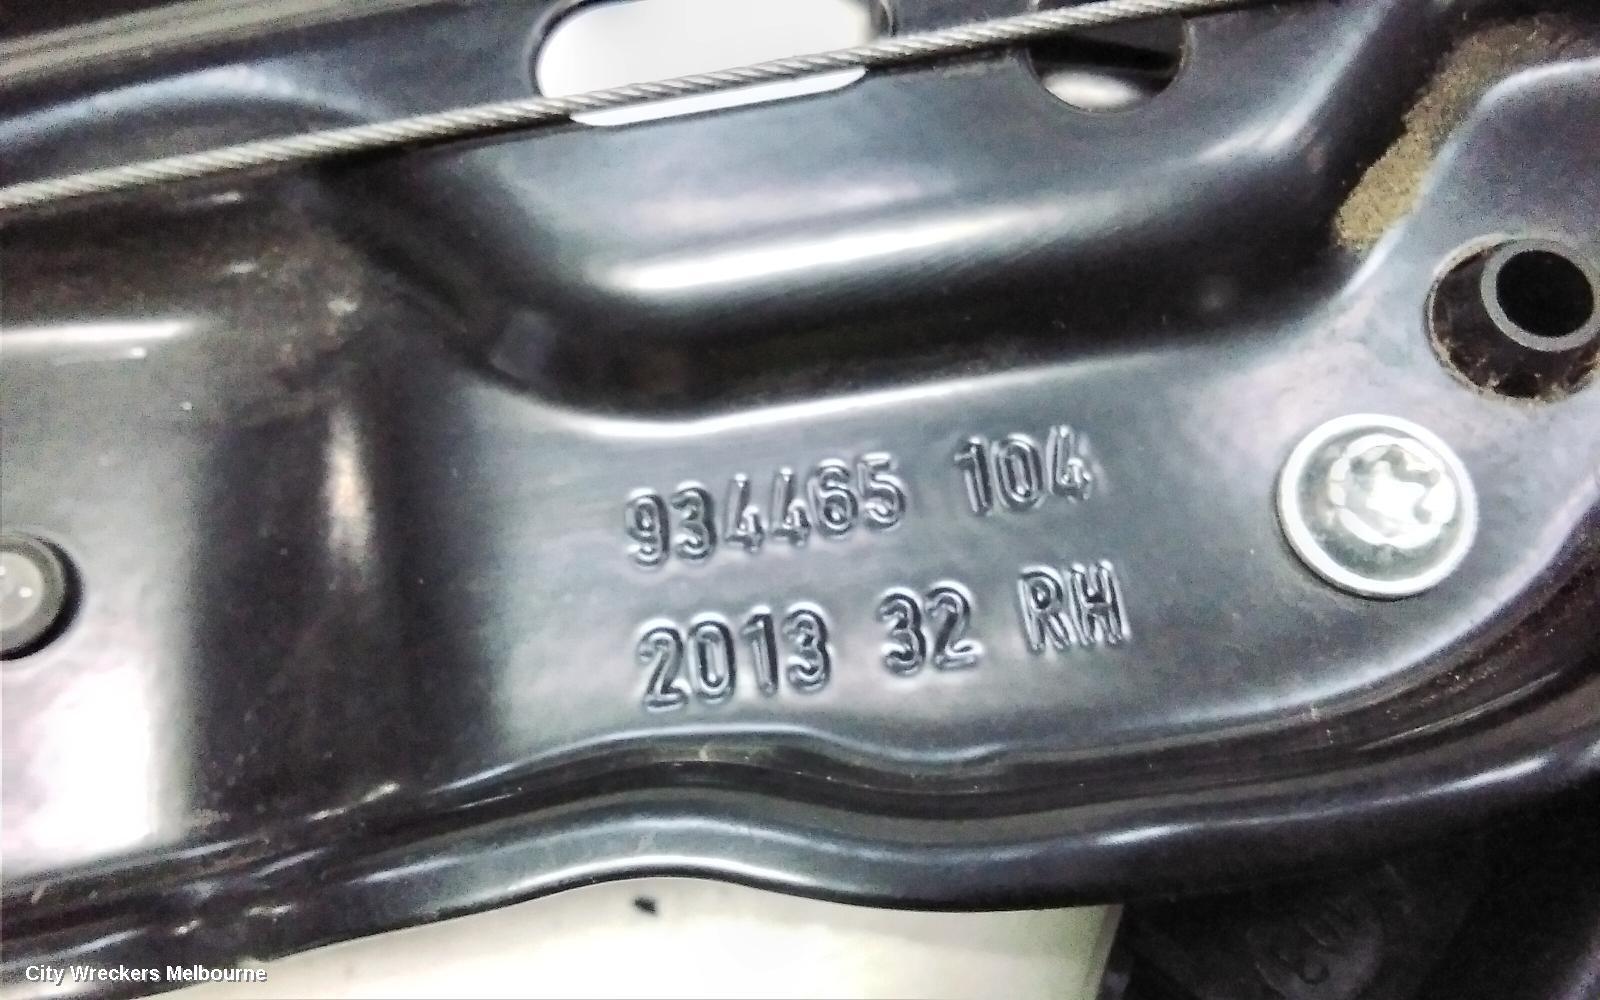 934465 104
2013 32 RH
City Wreckers Melbourne